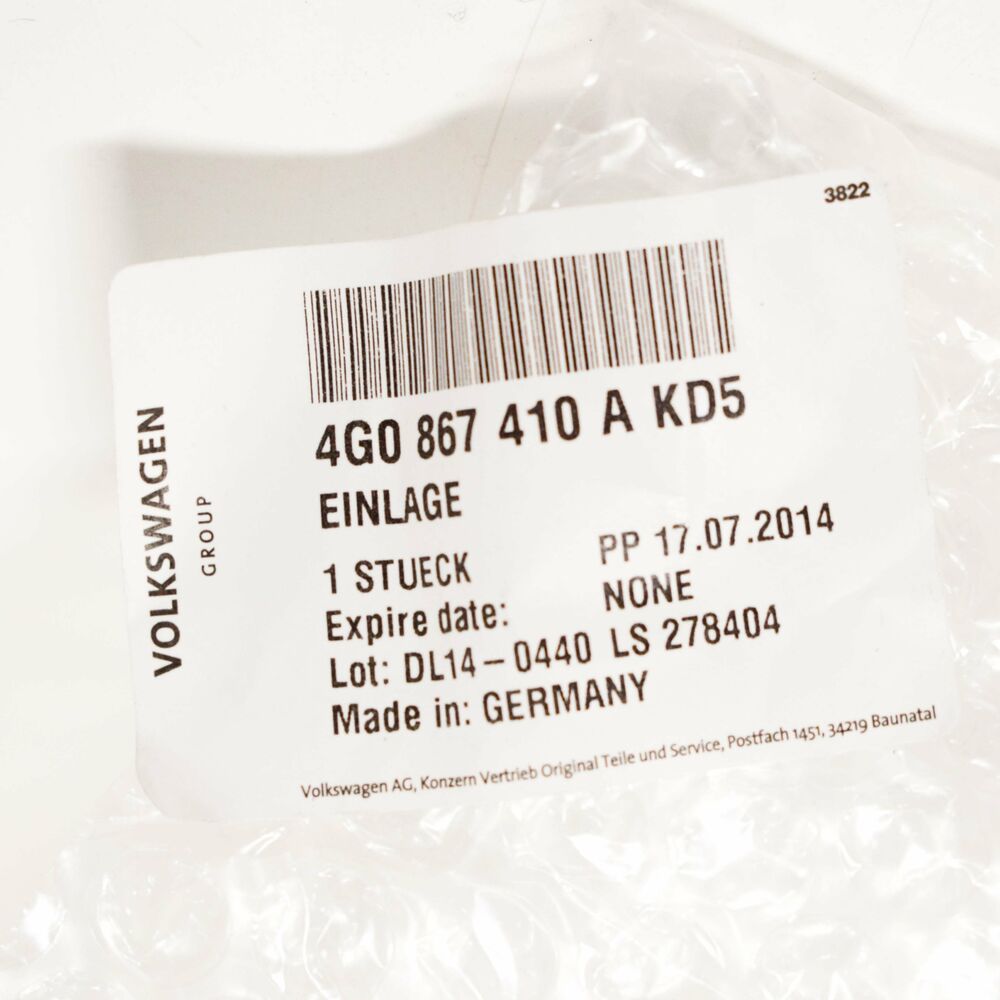 3822
VOLKSWAGEN
GROUP
4G0 867 410 A KD5
EINLAGE
1 STUECK PP 17.07.2014
Expire date: NONE
Lot: DL14-0440 LS 278404
Made in: GERMANY
Volkswagen AG, Konzern Vertrieb Original Teile und Service, Postfach 1451, 34219 Baunatal